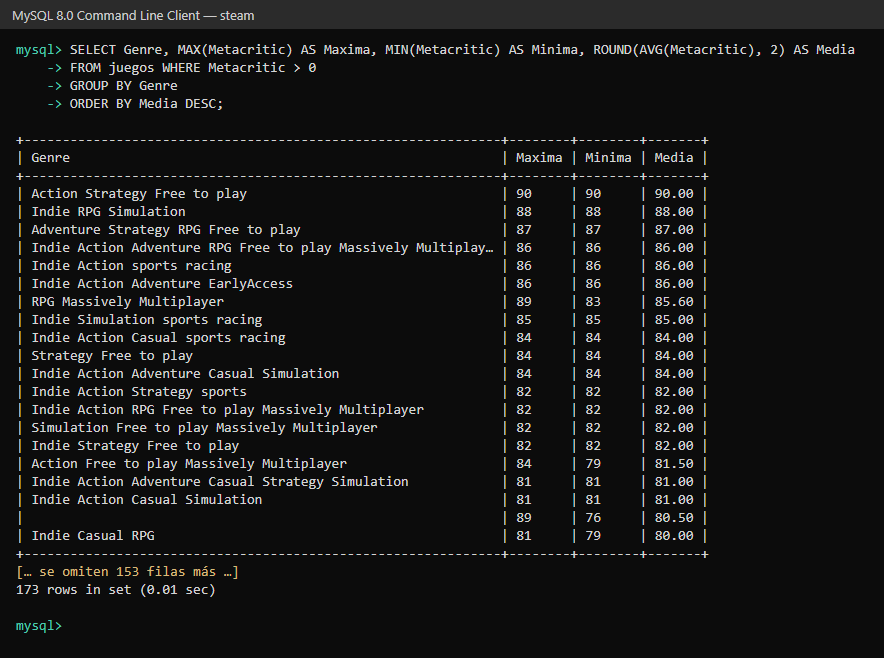 MySQL 8.0 Command Line Client — steam
mysql> SELECT Genre, MAX(Metacritic) AS Maxima, MIN(Metacritic) AS Minima, ROUND(AVG(Metacritic), 2) AS Media
    -> FROM juegos WHERE Metacritic > 0
    -> GROUP BY Genre
    -> ORDER BY Media DESC;
+--------------------------------------------------------------+--------+--------+-------+
| Genre                                                        | Maxima | Minima | Media |
+--------------------------------------------------------------+--------+--------+-------+
| Action Strategy Free to play                                 | 90     | 90     | 90.00 |
| Indie RPG Simulation                                         | 88     | 88     | 88.00 |
| Adventure Strategy RPG Free to play                          | 87     | 87     | 87.00 |
| Indie Action Adventure RPG Free to play Massively Multiplay… | 86     | 86     | 86.00 |
| Indie Action sports racing                                   | 86     | 86     | 86.00 |
| Indie Action Adventure EarlyAccess                           | 86     | 86     | 86.00 |
| RPG Massively Multiplayer                                    | 89     | 83     | 85.60 |
| Indie Simulation sports racing                               | 85     | 85     | 85.00 |
| Indie Action Casual sports racing                            | 84     | 84     | 84.00 |
| Strategy Free to play                                        | 84     | 84     | 84.00 |
| Indie Action Adventure Casual Simulation                     | 84     | 84     | 84.00 |
| Indie Action Strategy sports                                 | 82     | 82     | 82.00 |
| Indie Action RPG Free to play Massively Multiplayer          | 82     | 82     | 82.00 |
| Simulation Free to play Massively Multiplayer                | 82     | 82     | 82.00 |
| Indie Strategy Free to play                                  | 82     | 82     | 82.00 |
| Action Free to play Massively Multiplayer                    | 84     | 79     | 81.50 |
| Indie Action Adventure Casual Strategy Simulation            | 81     | 81     | 81.00 |
| Indie Action Casual Simulation                               | 81     | 81     | 81.00 |
|                                                              | 89     | 76     | 80.50 |
| Indie Casual RPG                                             | 81     | 79     | 80.00 |
+--------------------------------------------------------------+--------+--------+-------+
[… se omiten 153 filas más …]
173 rows in set (0.01 sec)
mysql>